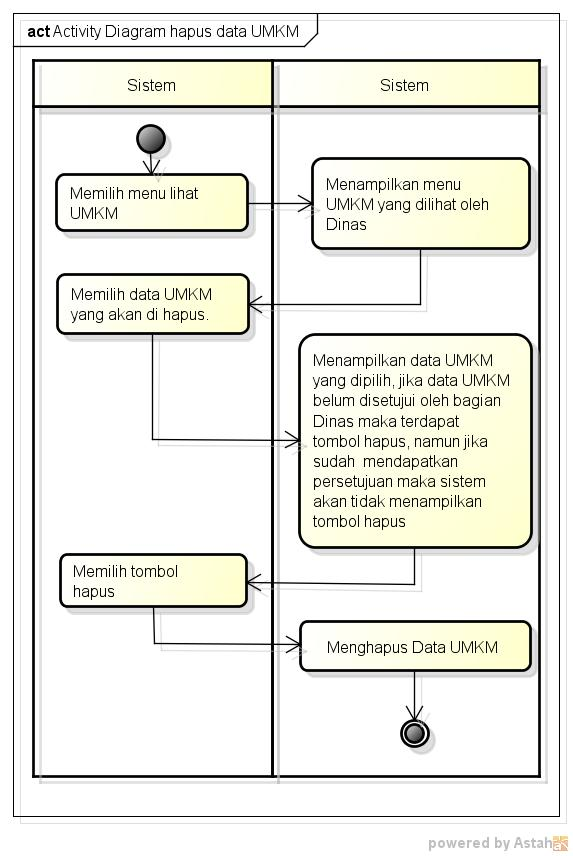 act Activity Diagram hapus data UMKM
Sistem
Sistem
Memilih menu lihat
UMKM
Menampilkan menu
UMKM yang dilihat oleh
Dinas
Memilih data UMKM
yang akan di hapus.
Menampilkan data UMKM
yang dipilih, jika data UMKM
belum disetujui oleh bagian
Dinas maka terdapat
tombol hapus, namun jika
sudah  mendapatkan
persetujuan maka sistem
akan tidak menampilkan
tombol hapus
Memilih tombol
hapus
Menghapus Data UMKM
powered by Astah